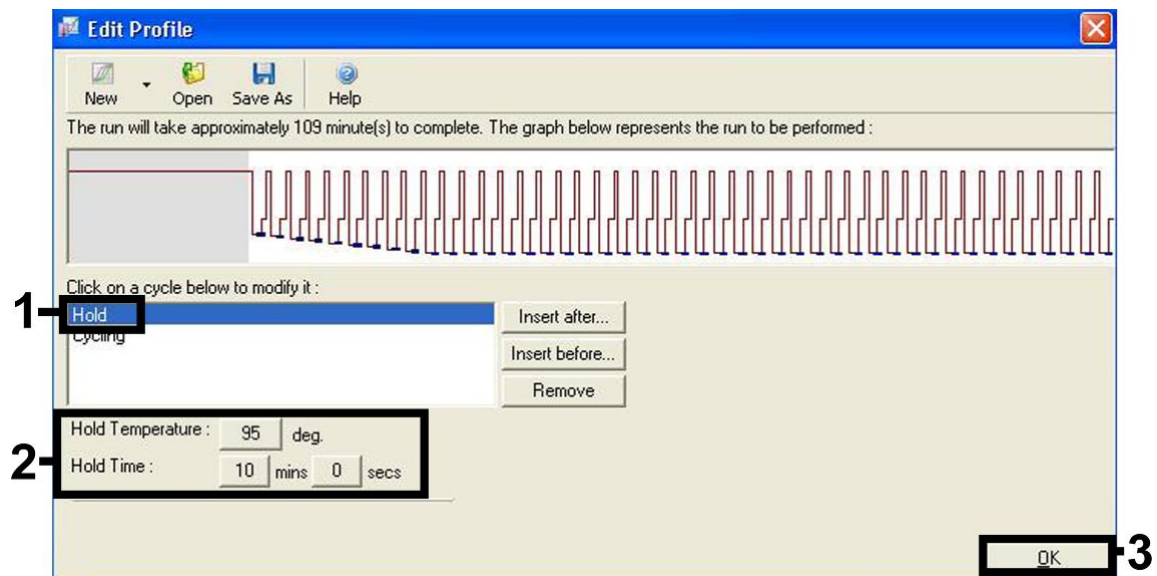 Edit Profile
New Open Save As Help
The run will take approximately 109 minute(s) to complete. The graph below represents the run to be performed :
Click on a cycle below to modify it :
1
Hold
Cycling
Insert after...
Insert before...
Remove
2
Hold Temperature : 95 deg.
Hold Time : 10 mins 0 secs
OK
3